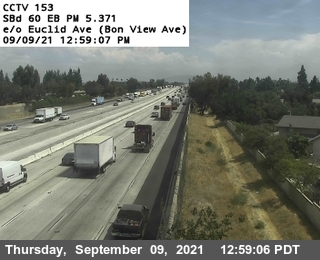 CCTV 153
SBd 60 EB PM 5.371
e/o Euclid Ave (Bon View Ave)
09/09/21 12:59:07 PM
Thursday, September 09, 2021 12:59:06 PDT